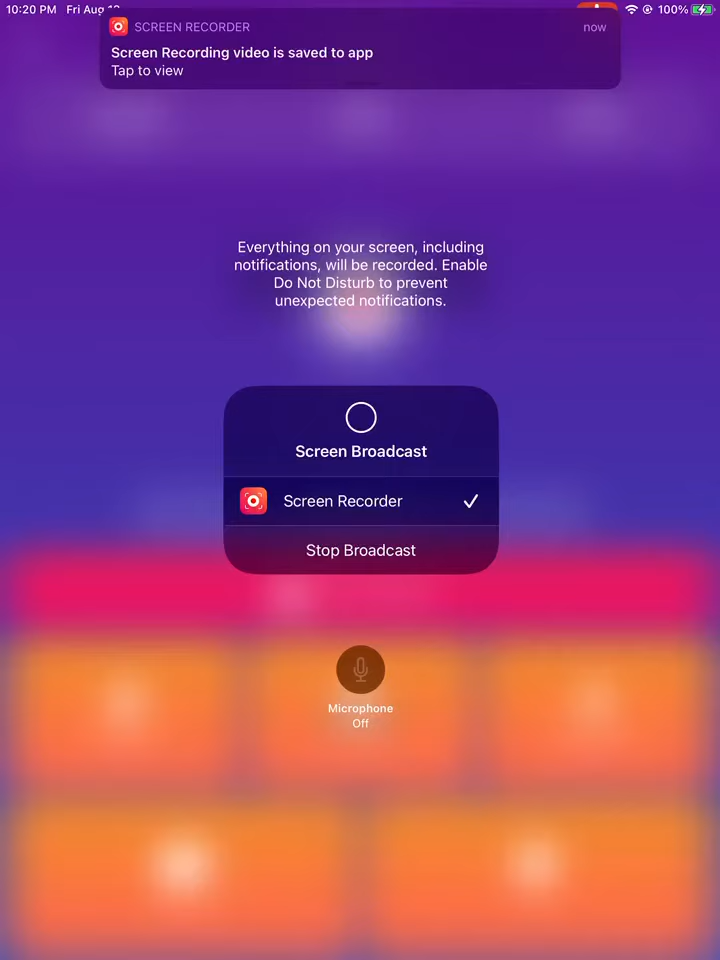 10:20 PM Fri Aug
100%
SCREEN RECORDER
now
Screen Recording video is saved to app
Tap to view
Everything on your screen, including
notifications, will be recorded. Enable
Do Not Disturb to prevent
unexpected notifications.
Screen Broadcast
Screen Recorder
Stop Broadcast
Microphone
Off